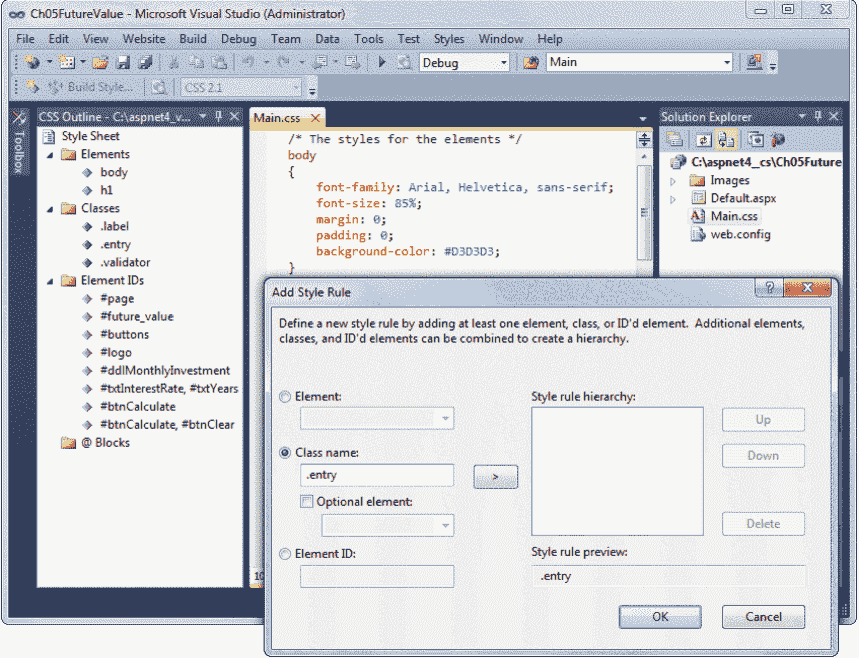 Ch05FutureValue - Microsoft Visual Studio (Administrator)
File Edit View Website Build Debug Team Data Tools Test Styles Window Help
Debug
Main
Build Style...
CSS 2.1
Toolbox
CSS Outline - C:\aspnet4_v...
Style Sheet
Elements
body
h1
Classes
.label
.entry
.validator
Element IDs
#page
#future_value
#buttons
#logo
#ddlMonthlyInvestment
#txtInterestRate, #txtYears
#btnCalculate
#btnCalculate, #btnClear
@ Blocks
Main.css
/* The styles for the elements */
body
{
font-family: Arial, Helvetica, sans-serif;
font-size: 85%;
margin: 0;
padding: 0;
background-color: #D3D3D3;
}
10
Solution Explorer
C:\aspnet4_cs\Ch05Future
Images
Default.aspx
Main.css
web.config
Add Style Rule
Define a new style rule by adding at least one element, class, or ID'd element. Additional elements,
classes, and ID'd elements can be combined to create a hierarchy.
Element:
Class name:
.entry
Optional element:
Element ID:
>
Style rule hierarchy:
Up
Down
Delete
Style rule preview:
.entry
OK
Cancel